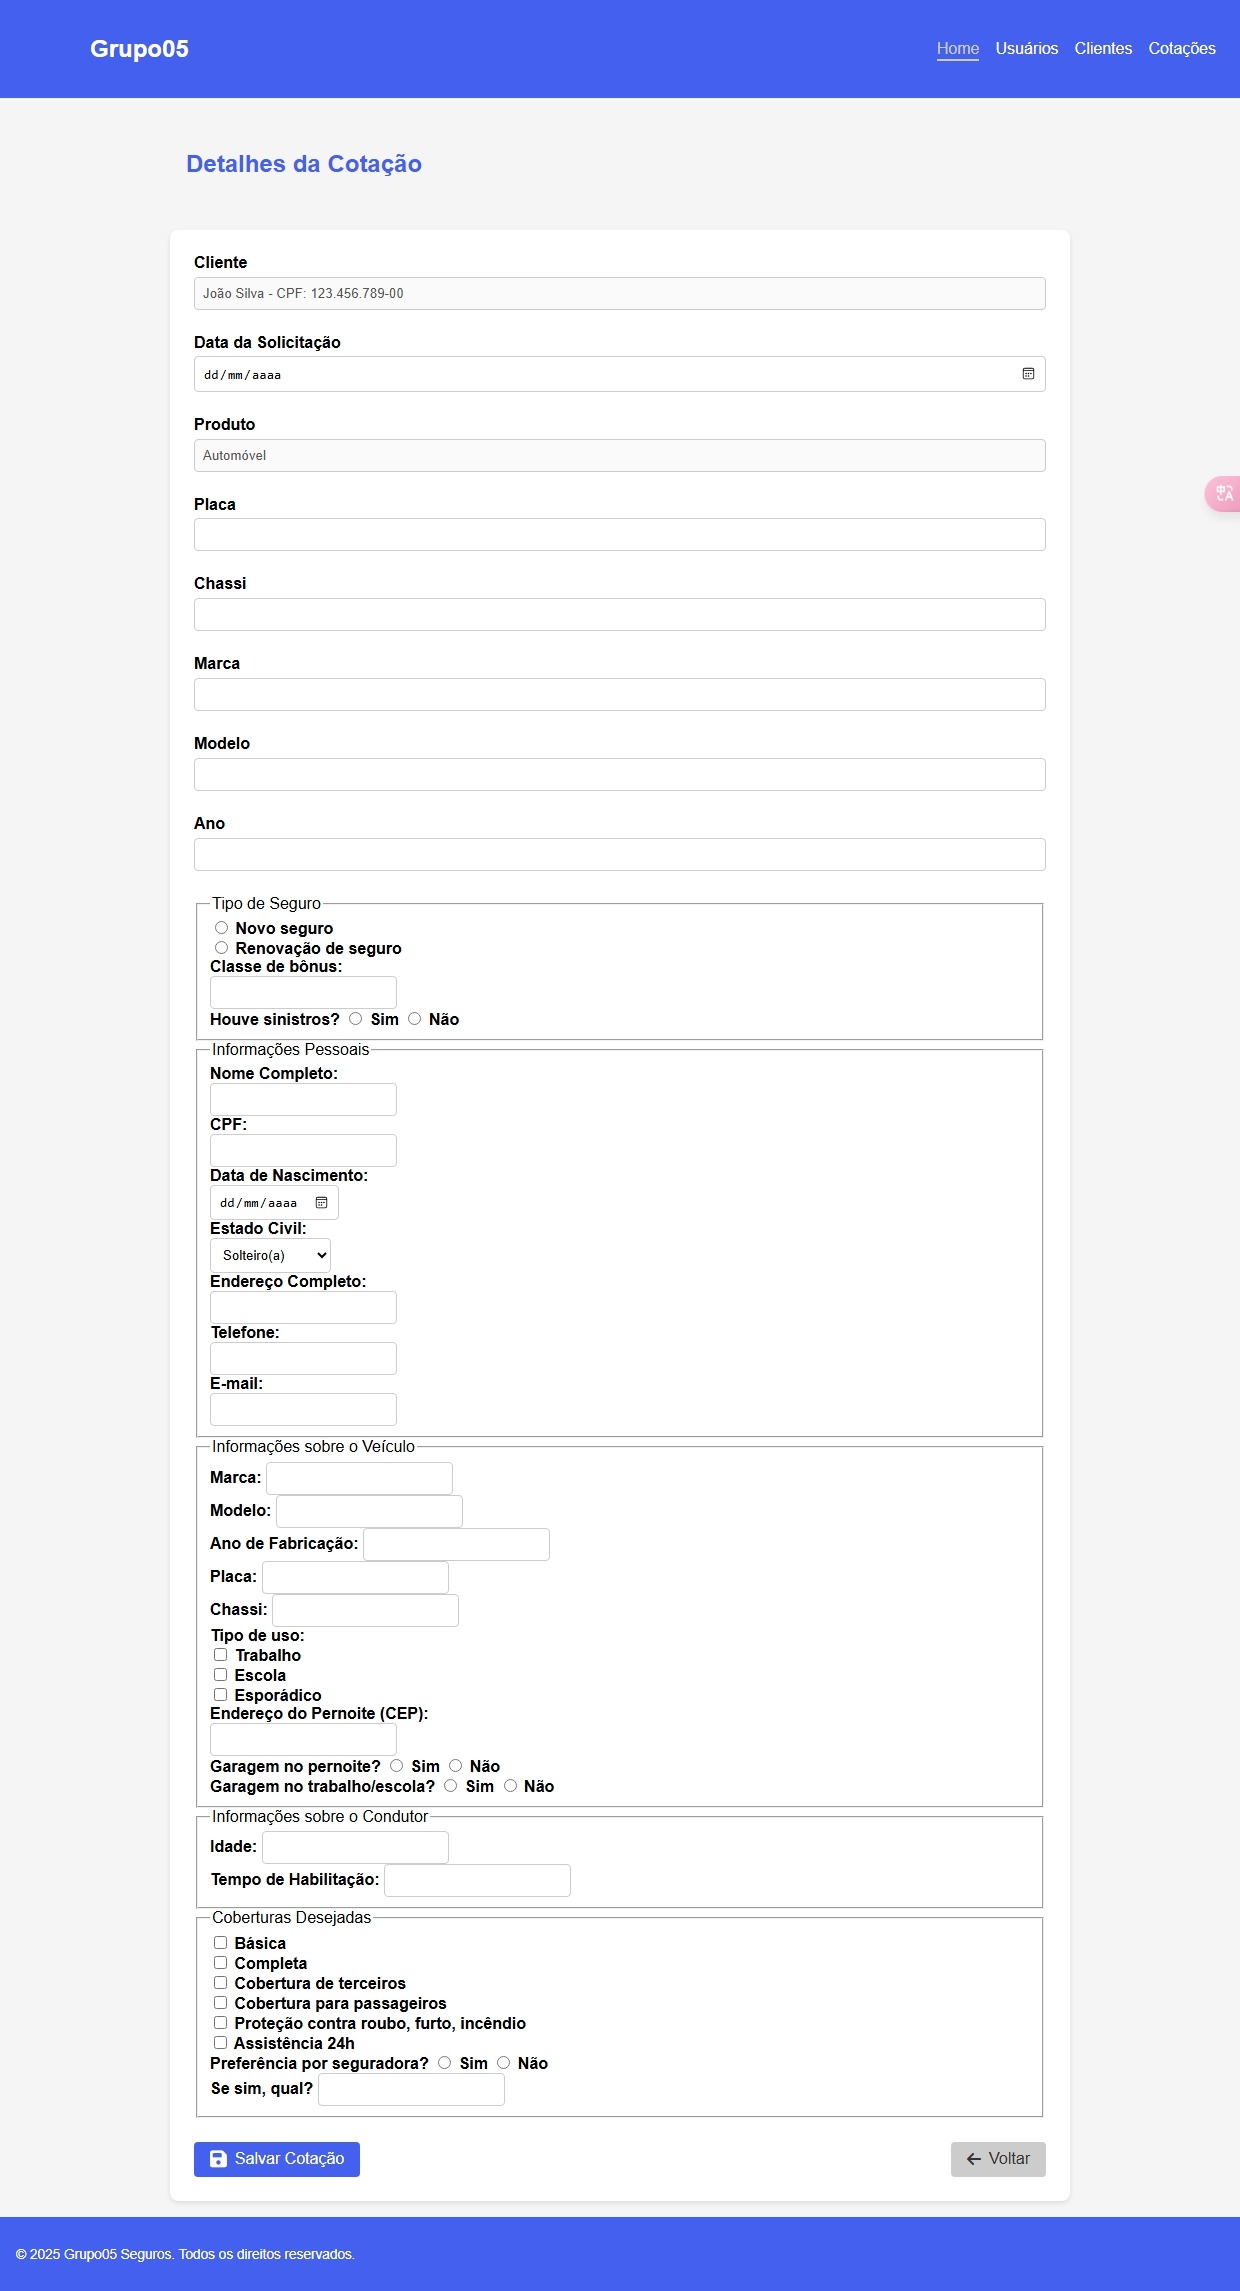 Grupo05
Home Usuários Clientes Cotações
Detalhes da Cotação
Cliente
João Silva - CPF: 123.456.789-00
Data da Solicitação
dd/mm/aaaa
Produto
Automóvel
Placa
Chassi
Marca
Modelo
Ano
Tipo de Seguro
Novo seguro
Renovação de seguro
Classe de bônus:
Houve sinistros? Sim Não
Informações Pessoais
Nome Completo:
CPF:
Data de Nascimento:
dd/mm/aaaa
Estado Civil:
Solteiro(a)
Endereço Completo:
Telefone:
E-mail:
Informações sobre o Veículo
Marca:
Modelo:
Ano de Fabricação:
Placa:
Chassi:
Tipo de uso:
Trabalho
Escola
Esporádico
Endereço do Pernoite (CEP):
Garagem no pernoite? Sim Não
Garagem no trabalho/escola? Sim Não
Informações sobre o Condutor
Idade:
Tempo de Habilitação:
Coberturas Desejadas
Básica
Completa
Cobertura de terceiros
Cobertura para passageiros
Proteção contra roubo, furto, incêndio
Assistência 24h
Preferência por seguradora? Sim Não
Se sim, qual?
Salvar Cotação
Voltar
© 2025 Grupo05 Seguros. Todos os direitos reservados.